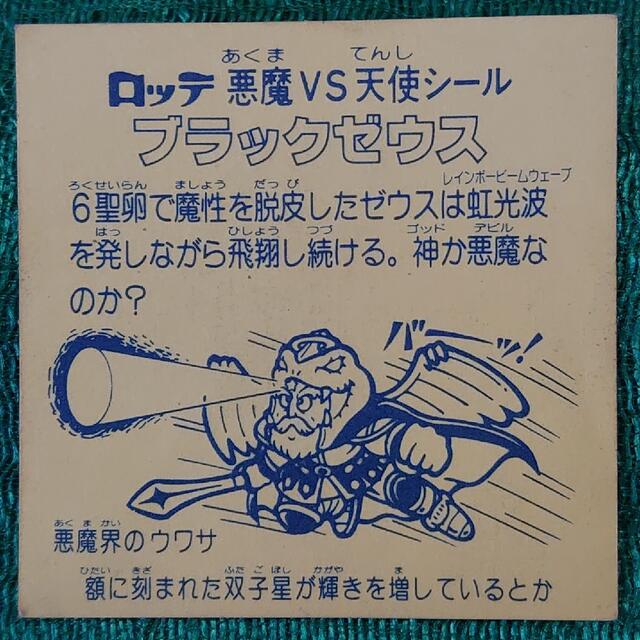 あくま てんし
ロッテ 悪魔VS天使シール
ブラックゼウス
ろくせいらん ましょう だっぴ レインボービームウェーブ
6聖卵で魔性を脱皮したゼウスは虹光波
はっ ひしょう つづ ゴッド デビル
を発しながら飛翔し続ける。神か悪魔な
のか?
バーッ!
あくまかい
悪魔界のウワサ
ひたい きざ ふたごぼし かがや ま
額に刻まれた双子星が輝きを増しているとか